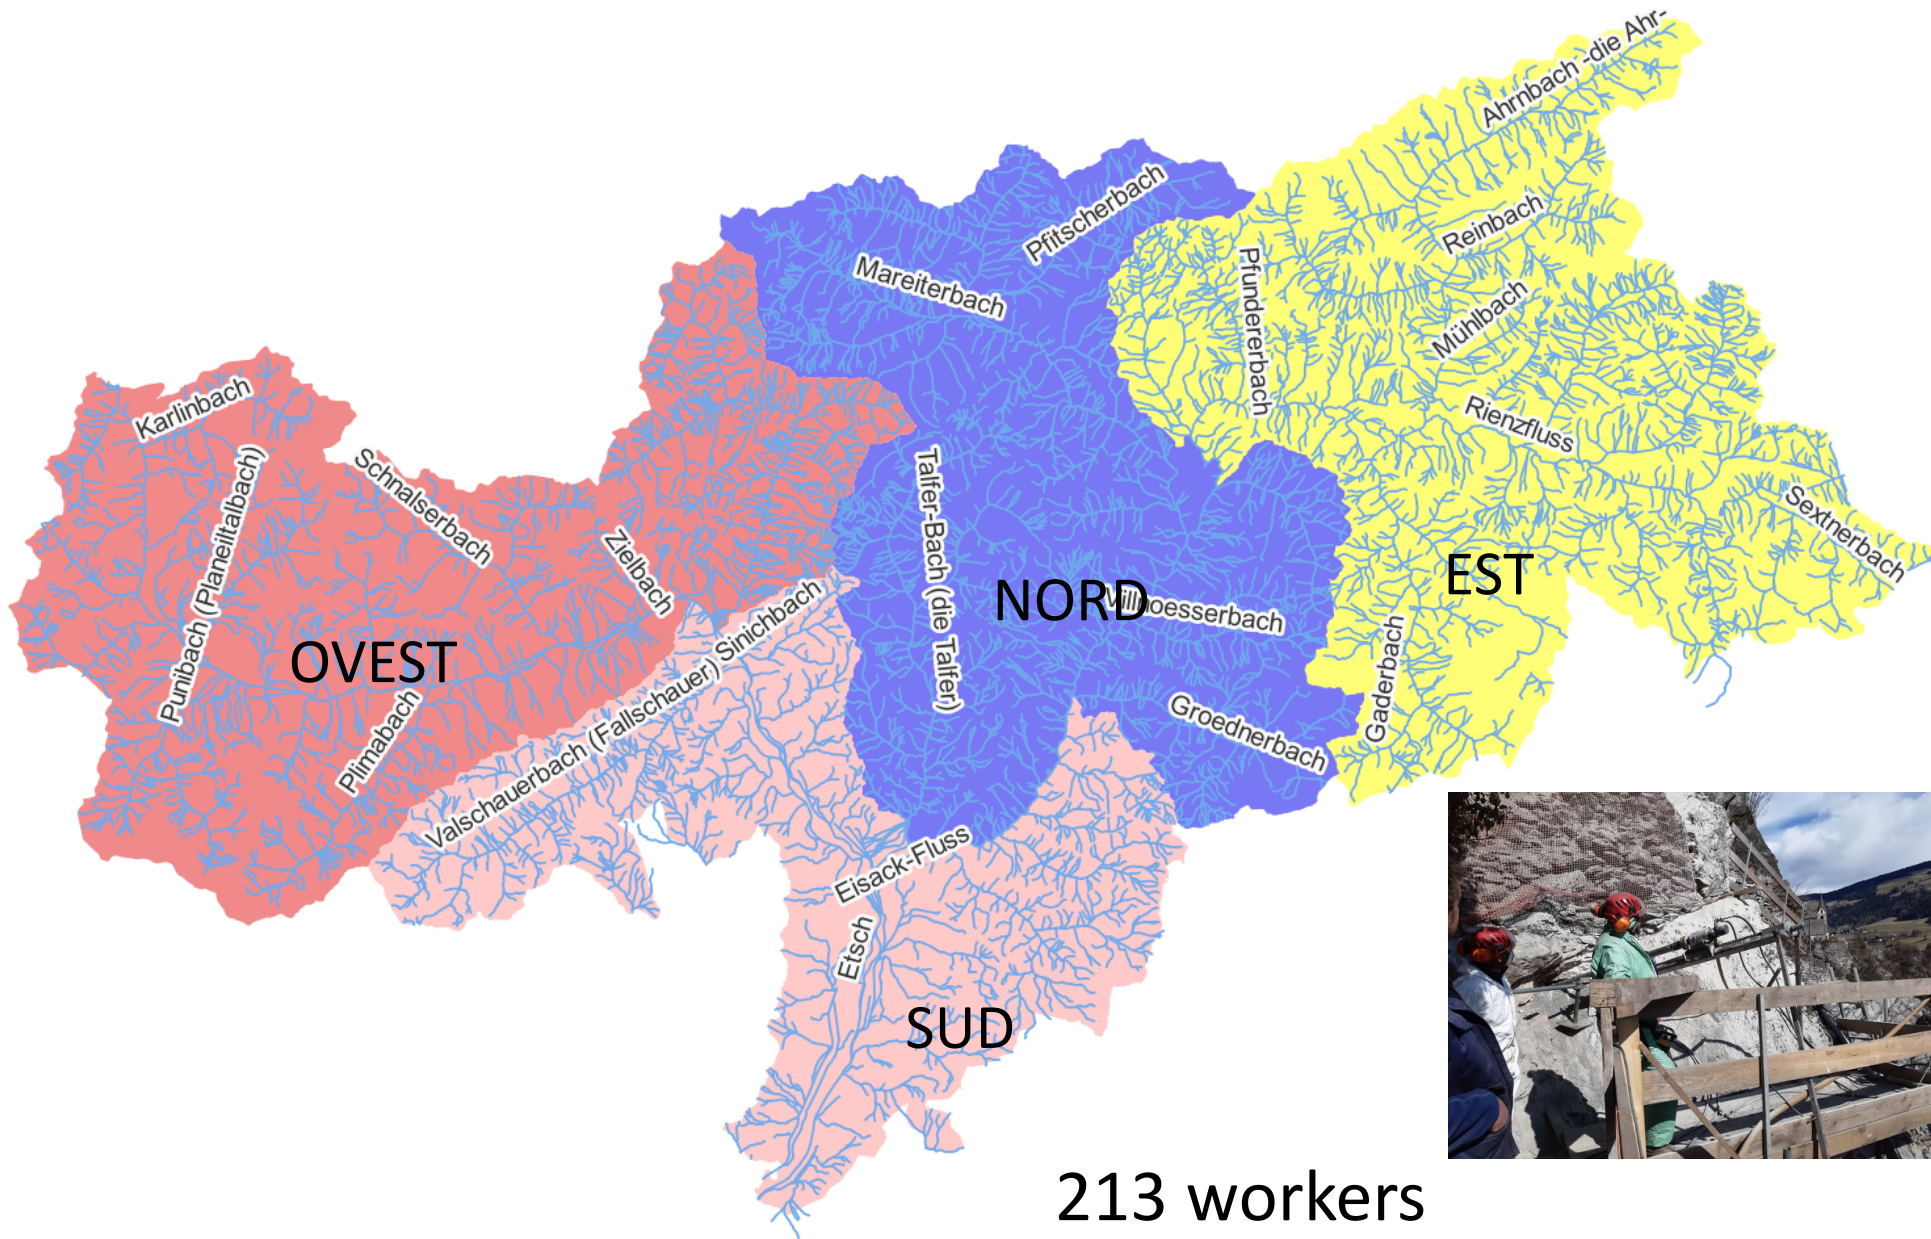 Ahrnbach -die Ahr-
Pfitscherbach
Reinbach
Mareiterbach
Pfundererbach
Mühlbach
Karlinbach
Rienzfluss
Schnalserbach
Punibach (Planeiltalbach)
Talfer-Bach (die Talfer)
Sextnerbach
Zielbach
EST
NORD
Villnoesserbach
OVEST
Valschauerbach (Fallschauer) Sinichbach
Gaderbach
Plimabach
Groednerbach
Eisack-Fluss
Etsch
SUD
213 workers